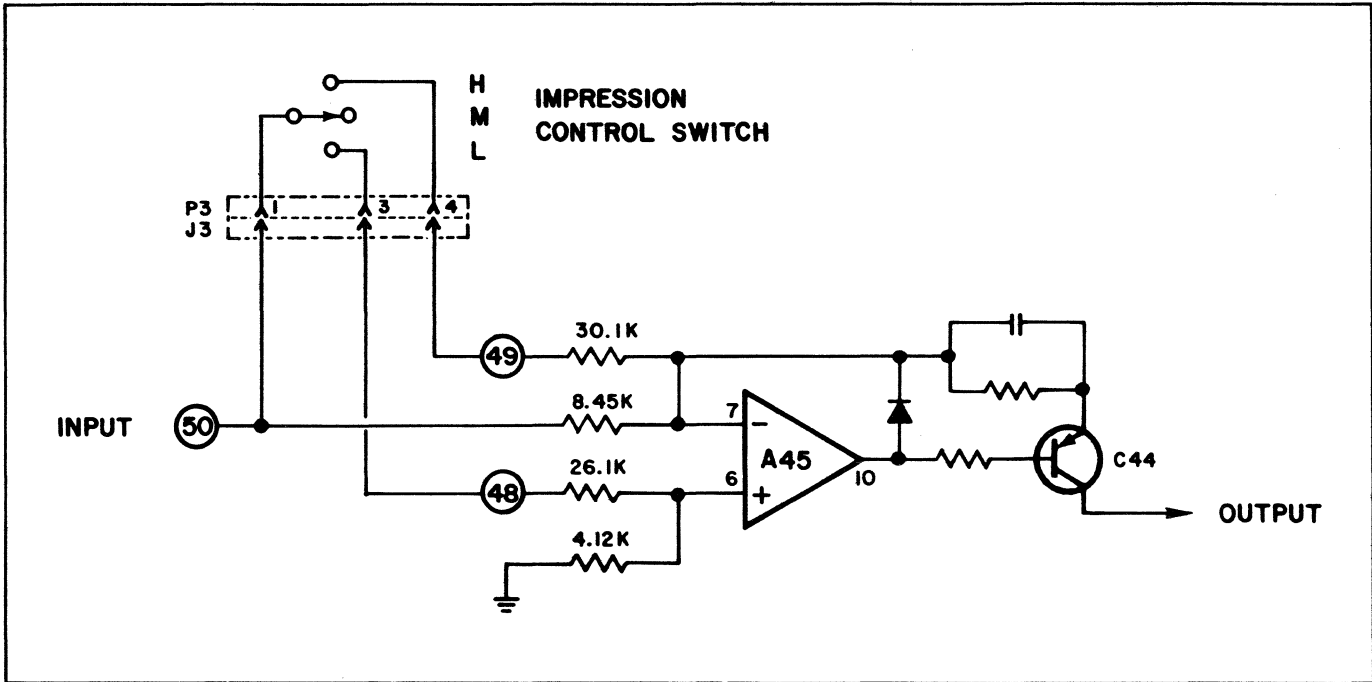 H
M
L
IMPRESSION
CONTROL SWITCH
P3
J3
1
3
4
49
30.1K
INPUT
50
8.45K
7
-
A45
10
6
+
48
26.1K
4.12K
C44
OUTPUT